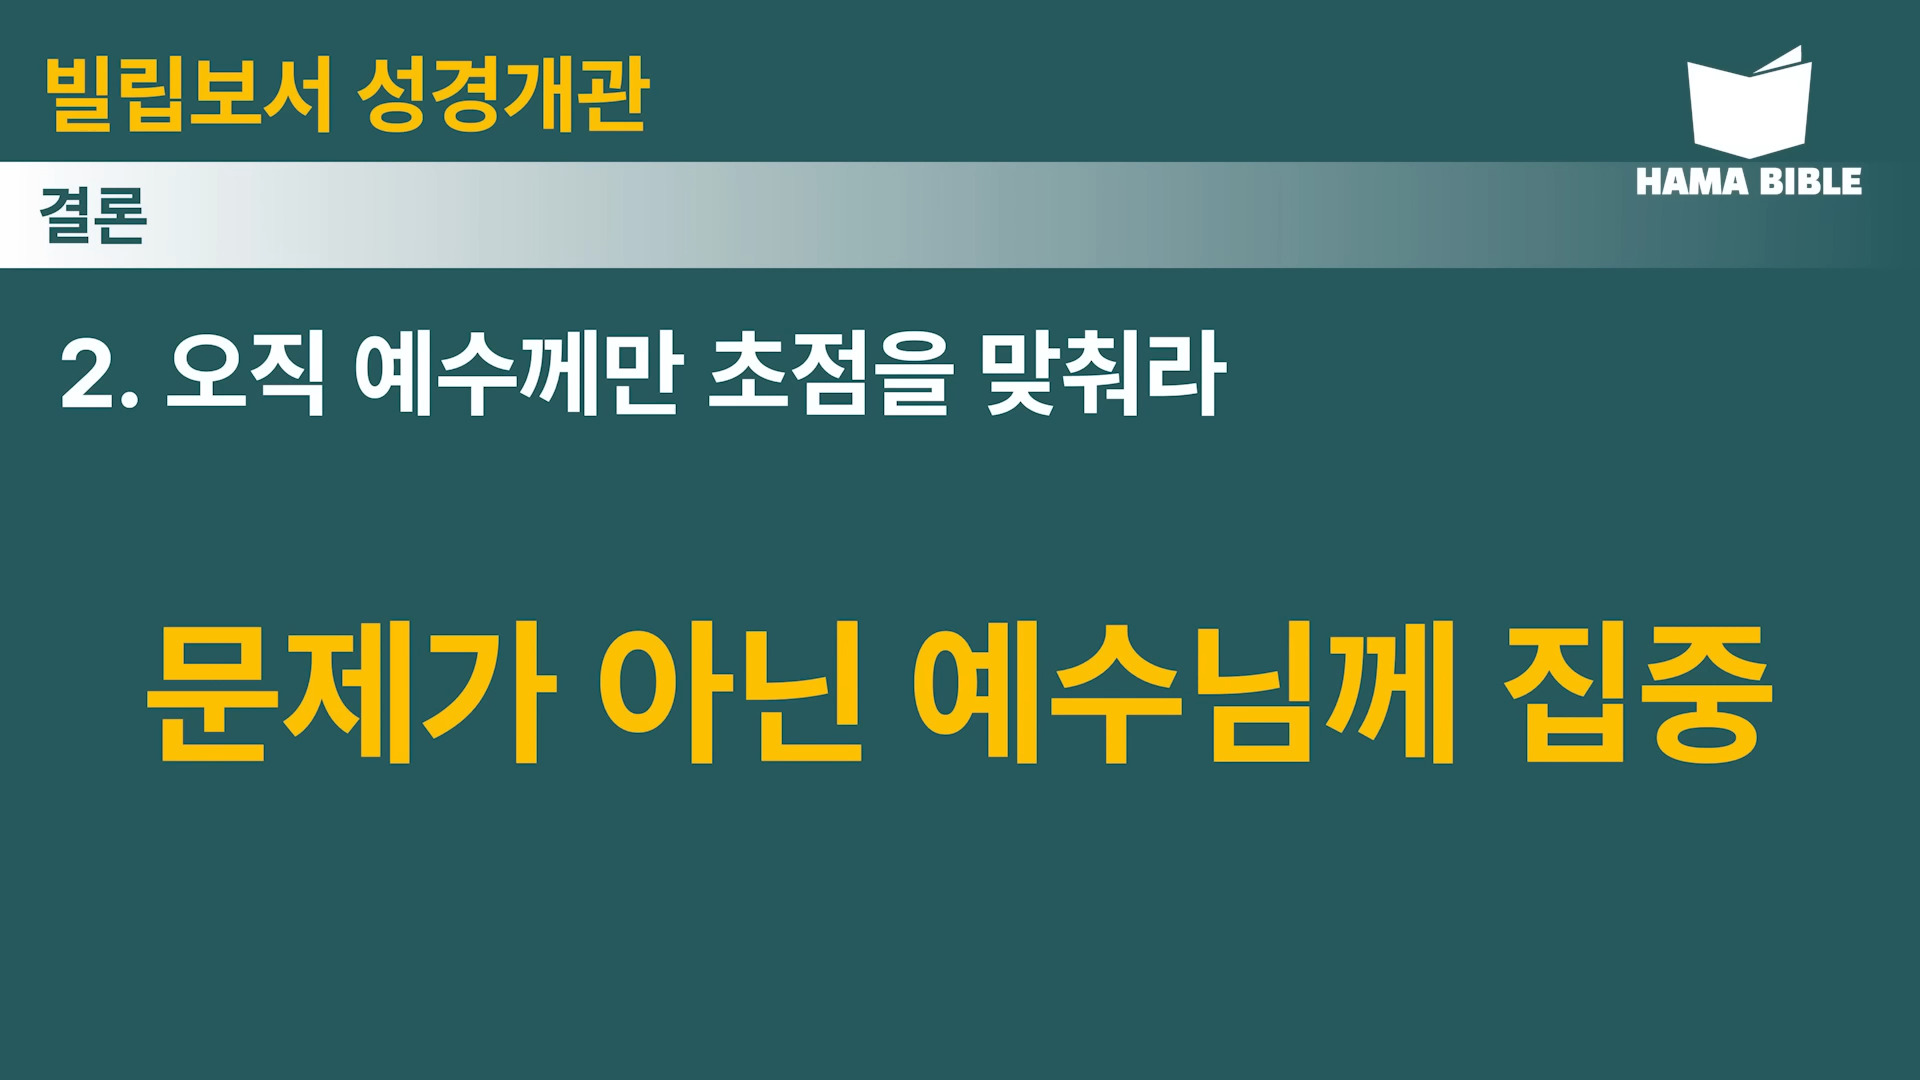 빌립보서 성경개관
HAMA BIBLE
결론
2. 오직 예수께만 초점을 맞춰라
문제가 아닌 예수님께 집중